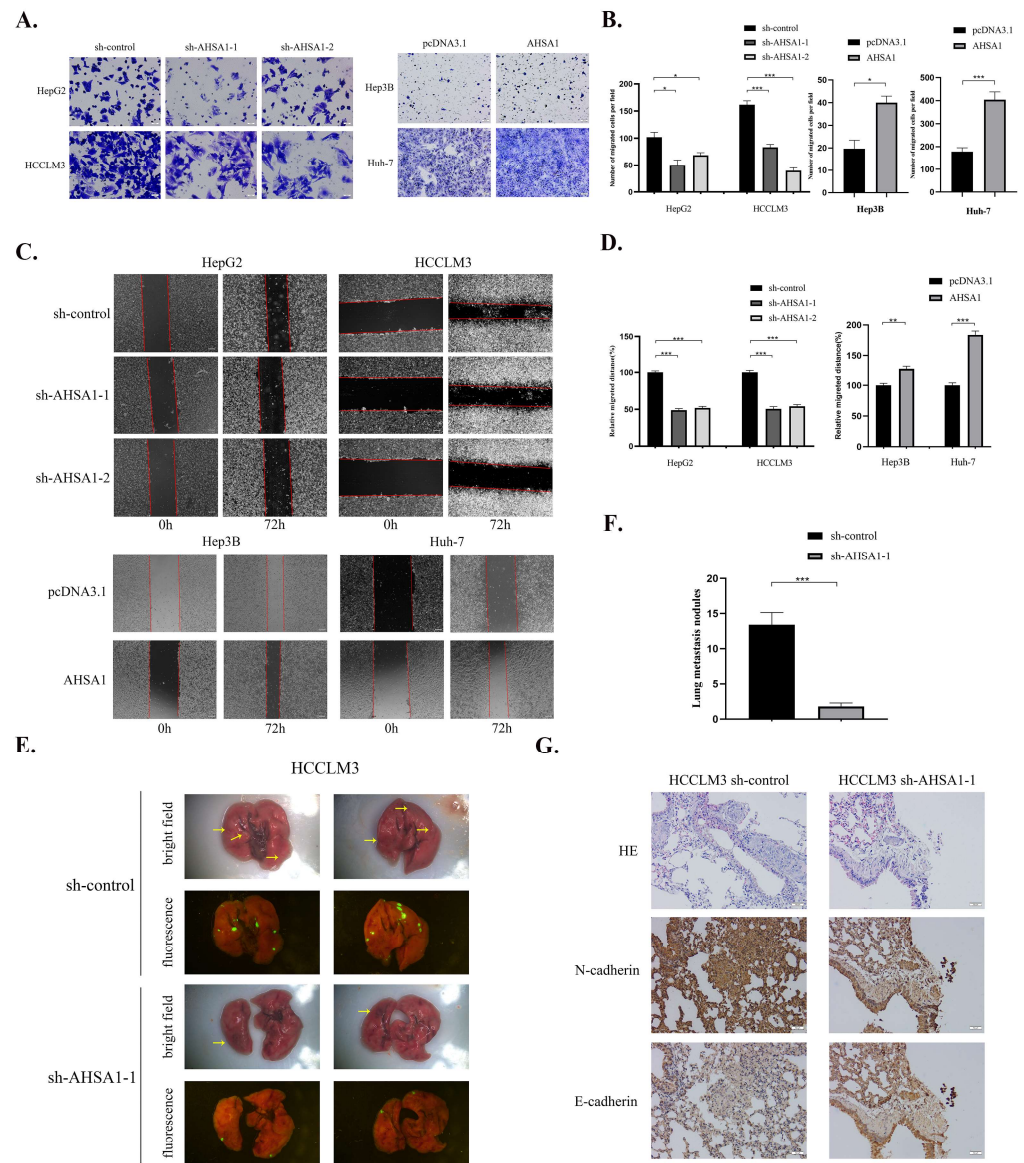 A.
sh-control sh-AHSA1-1 sh-AHSA1-2
HepG2
HCCLM3
pcDNA3.1 AHSA1
Hep3B
Huh-7
B.
sh-control
sh-AHSA1-1
sh-AHSA1-2
Number of migrated cells per field
200
150
100
50
0
* * *** ***
HepG2 HCCLM3
pcDNA3.1
AHSA1
Number of migrated cells per field
50
40
30
20
10
0
*
Hep3B
pcDNA3.1
AHSA1
Number of migrated cells per field
500
400
300
200
100
0
***
Huh-7
C.
HepG2 HCCLM3
sh-control
sh-AHSA1-1
sh-AHSA1-2
0h 72h 0h 72h
Hep3B Huh-7
pcDNA3.1
AHSA1
0h 72h 0h 72h
D.
sh-control
sh-AHSA1-1
sh-AHSA1-2
Relative migrated distance(%)
150
100
50
0
*** *** *** ***
HepG2 HCCLM3
pcDNA3.1
AHSA1
Relative migrated distance(%)
200
150
100
50
0
** ***
Hep3B Huh-7
F.
sh-control
sh-AHSA1-1
Lung metastasis nodules
20
15
10
5
0
***
E.
HCCLM3
sh-control
bright field
fluorescence
sh-AHSA1-1
bright field
fluorescence
G.
HCCLM3 sh-control HCCLM3 sh-AHSA1-1
HE
N-cadherin
E-cadherin